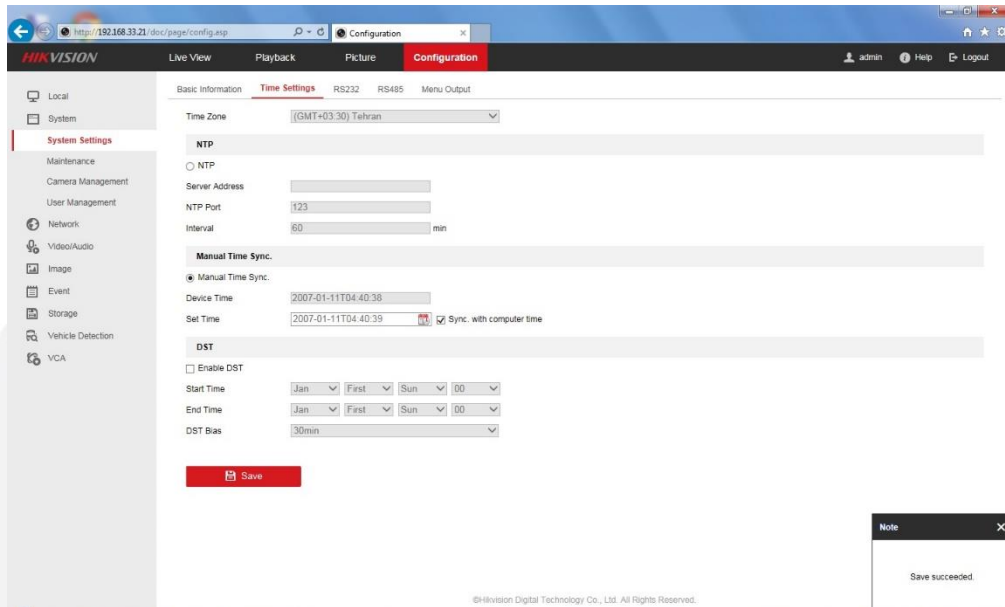 http://192.168.33.21/doc/page/config.asp
Configuration
HIKVISION
Live View Playback Picture Configuration admin Help Logout
Local
System
System Settings
Maintenance
Camera Management
User Management
Network
Video/Audio
Image
Event
Storage
Vehicle Detection
VCA
Basic Information Time Settings RS232 RS485 Menu Output
Time Zone (GMT+03:30) Tehran
NTP
NTP
Server Address
NTP Port 123
Interval 60 min
Manual Time Sync.
Manual Time Sync.
Device Time 2007-01-11T04:40:38
Set Time 2007-01-11T04:40:39 Sync. with computer time
DST
Enable DST
Start Time Jan First Sun 00
End Time Jan First Sun 00
DST Bias 30min
Save
Note
Save succeeded.
©Hikvision Digital Technology Co., Ltd. All Rights Reserved.